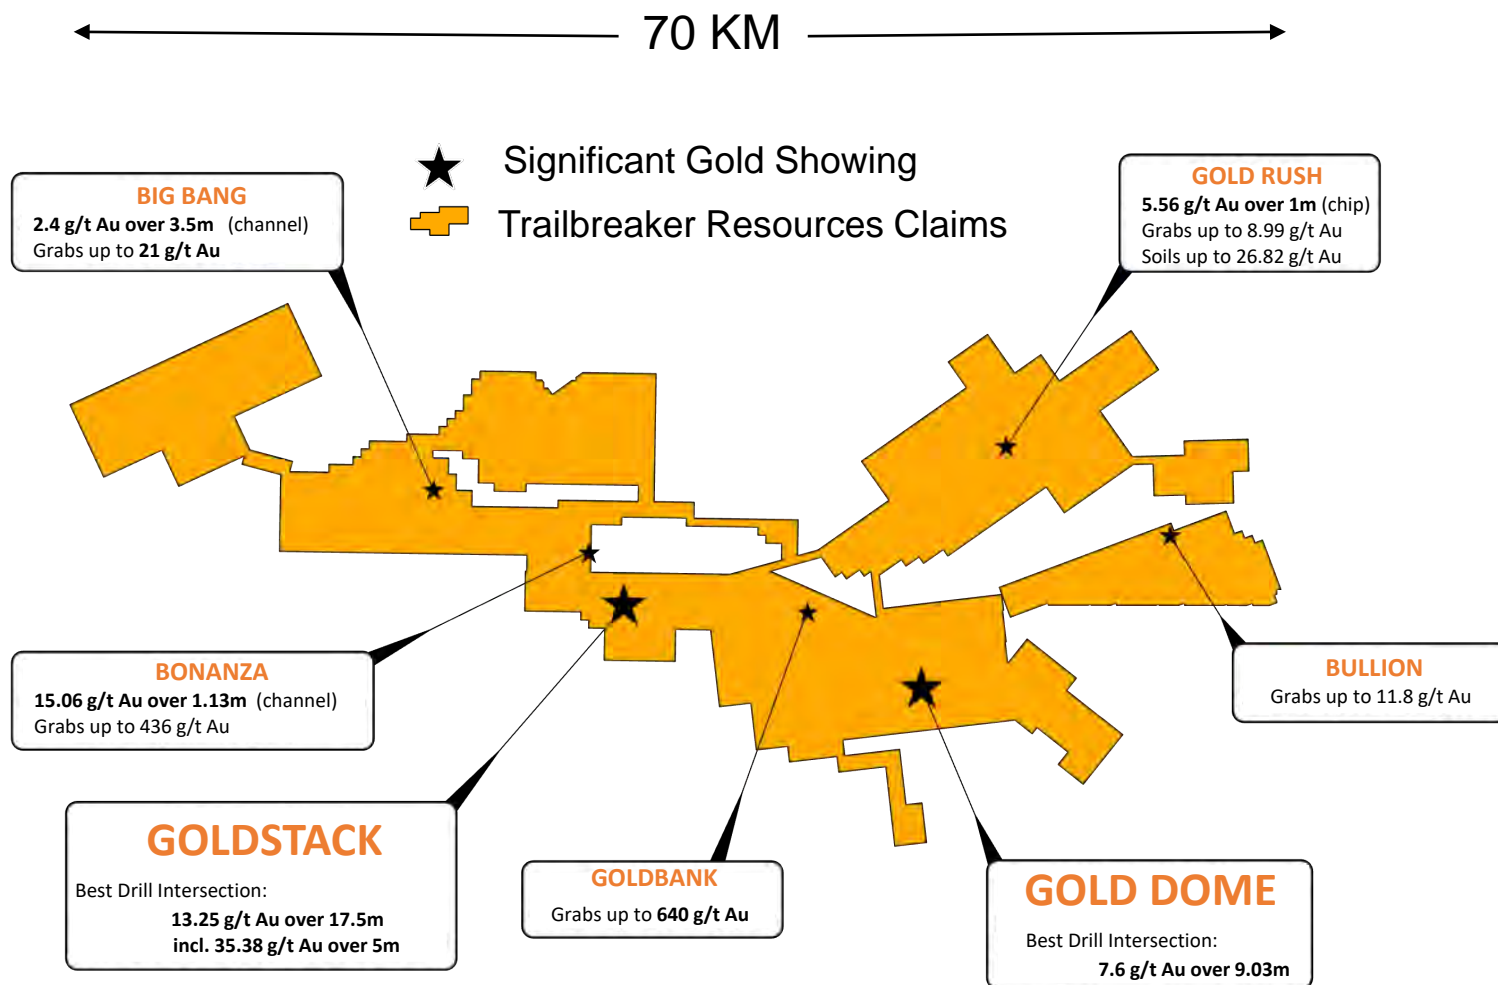 70 KM
Significant Gold Showing
Trailbreaker Resources Claims
BIG BANG
2.4 g/t Au over 3.5m (channel)
Grabs up to 21 g/t Au
GOLD RUSH
5.56 g/t Au over 1m (chip)
Grabs up to 8.99 g/t Au
Soils up to 26.82 g/t Au
BONANZA
15.06 g/t Au over 1.13m (channel)
Grabs up to 436 g/t Au
BULLION
Grabs up to 11.8 g/t Au
GOLDSTACK
Best Drill Intersection:
13.25 g/t Au over 17.5m
incl. 35.38 g/t Au over 5m
GOLDBANK
Grabs up to 640 g/t Au
GOLD DOME
Best Drill Intersection:
7.6 g/t Au over 9.03m